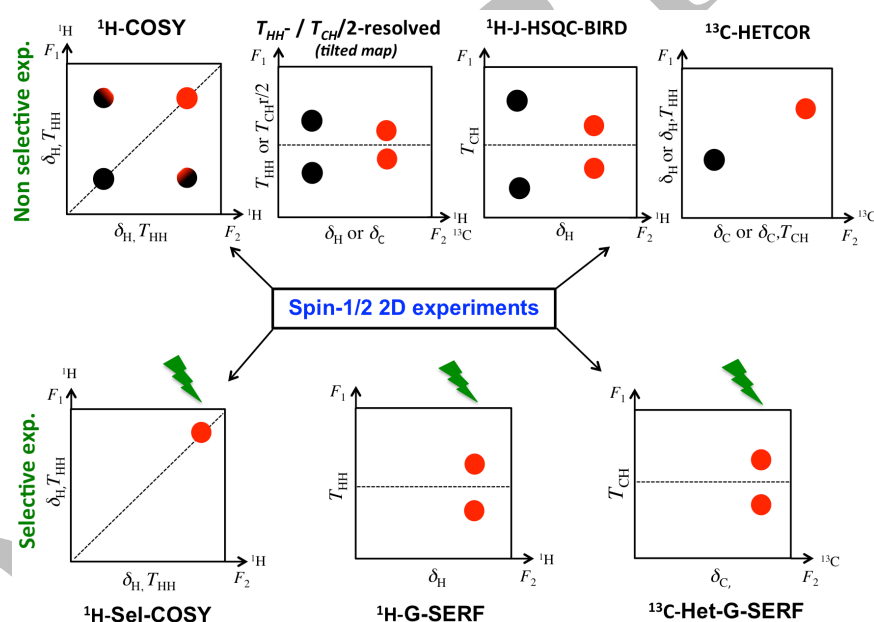 ¹H-COSY
T_HH- / T_CH/2-resolved
(tilted map)
¹H-J-HSQC-BIRD
¹³C-HETCOR
Non selective exp.
¹H
F₁
δ_H, T_HH
δ_H, T_HH
¹H
F₂
F₁
T_HH or T_CHr/2
δ_H or δ_C
¹H
F₂ ¹³C
F₁
T_CH
δ_H
¹H
F₂
F₁
δ_H or δ_H,T_HH
δ_C or δ_C,T_CH
¹³C
F₂
Spin-1/2 2D experiments
Selective exp.
¹H
F₁
δ_H,T_HH
δ_H, T_HH
¹H
F₂
¹H-Sel-COSY
F₁
T_HH
δ_H
¹H
F₂
¹H-G-SERF
F₁
T_CH
δ_C,
¹³C
F₂
¹³C-Het-G-SERF